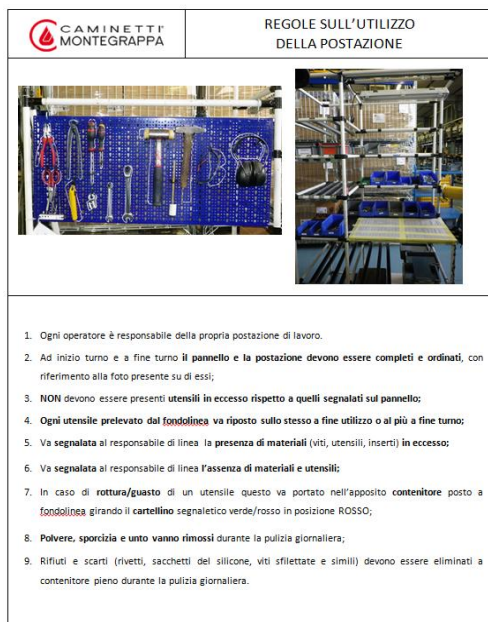 CAMINETTI
MONTEGRAPPA
REGOLE SULL'UTILIZZO
DELLA POSTAZIONE
1. Ogni operatore è responsabile della propria postazione di lavoro.
2. Ad inizio turno e a fine turno il pannello e la postazione devono essere completi e ordinati, con
riferimento alla foto presente su di essi;
3. NON devono essere presenti utensili in eccesso rispetto a quelli segnalati sul pannello;
4. Ogni utensile prelevato dal fondolinea va riposto sullo stesso a fine utilizzo o al più a fine turno;
5. Va segnalata al responsabile di linea la presenza di materiali (viti, utensili, inserti) in eccesso;
6. Va segnalata al responsabile di linea l'assenza di materiali e utensili;
7. In caso di rottura/guasto di un utensile questo va portato nell'apposito contenitore posto a
fondolinea girando il cartellino segnaletico verde/rosso in posizione ROSSO;
8. Polvere, sporcizia e unto vanno rimossi durante la pulizia giornaliera;
9. Rifiuti e scarti (rivetti, sacchetti del silicone, viti sfilettate e simili) devono essere eliminati a
contenitore pieno durante la pulizia giornaliera.